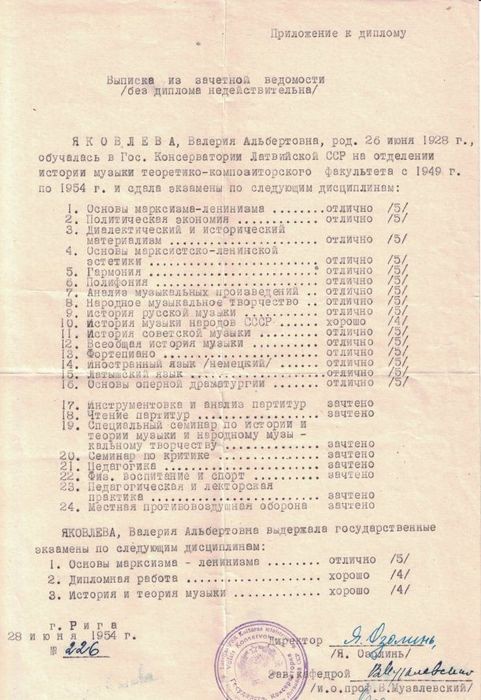 Приложение к диплому
Выписка из зачетной ведомости
/без диплома недействительна/
ЯКОВЛЕВА, Валерия Альбертовна, род. 26 июня 1928 г.,
обучалась в Гос. Консерватории Латвийской ССР на отделении
истории музыки теоретико-композиторского факультета с 1949 г.
по 1954 г. и сдала экзамены по следующим дисциплинам:
1. Основы марксизма-ленинизма ....... отлично /5/
2. Политическая экономия ............ отлично /5/
3. Диалектический и исторический
материализм ...................... отлично /5/
4. Основы марксистско-ленинской
эстетики ......................... отлично /5/
5. Гармония ......................... отлично /5/
6. Полифония ........................ отлично /5/
7. Анализ музыкальных произведений .. отлично /5/
8. Народное музыкальное творчество .. отлично /5/
9. История русской музыки ........... отлично /5/
10. История музыки народов СССР ...... хорошо /4/
11. История советской музыки ......... отлично /5/
12. Всеобщая история музыки .......... отлично /5/
13. Фортепиано ....................... отлично /5/
14. Иностранный язык /немецкий/ ...... отлично /5/
15. Латышский язык ................... отлично /5/
16. Основы оперной драматургии ....... отлично /5/
17. Инструментовка и анализ партитур зачтено
18. Чтение партитур .................. зачтено
19. Специальный семинар по истории и
теории музыки и народному музы -
кальному творчеству .............. зачтено
20. Семинар по критике ............... зачтено
21. Педагогика ....................... зачтено
22. Физ. воспитание и спорт .......... зачтено
23. Педагогическая и лекторская
практика ......................... зачтено
24. Местная противовоздушная оборона зачтено
ЯКОВЛЕВА, Валерия Альбертовна выдержала государственные
экзамены по следующим дисциплинам:
1. Основы марксизма - ленинизма ...... отлично /5/
2. Дипломная работа .................. хорошо /4/
3. История и теория музыки ........... хорошо /4/
г. Рига
28 июня 1954 г.
№ 226
Директор Я. Озолинь
/Я. Озолинь/
Зав. кафедрой В Музалевский
/и.о.проф.В.Музалевский/